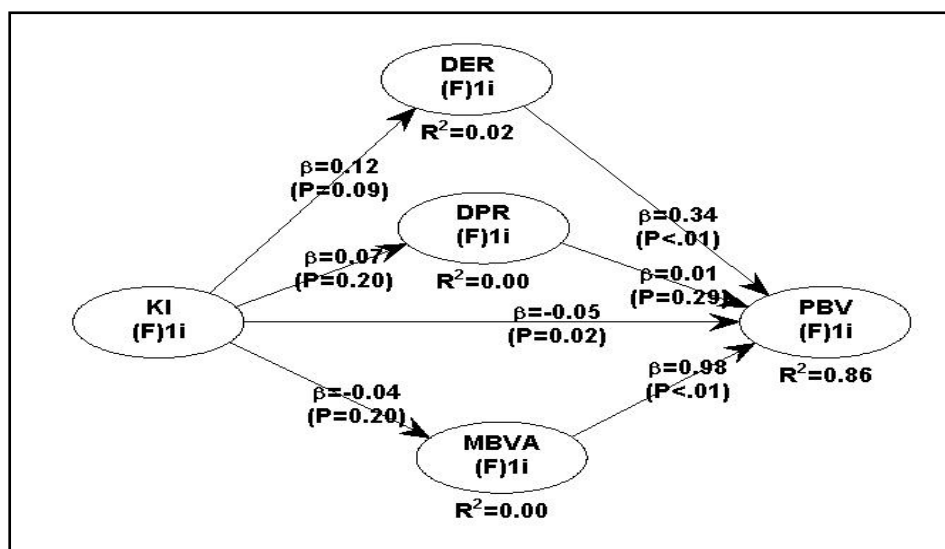 DER
(F)1i
R²=0.02
β=0.12
(P=0.09)
DPR
(F)1i
R²=0.00
β=0.34
(P<.01)
β=0.07
(P=0.20)
β=0.01
(P=0.29)
KI
(F)1i
β=-0.05
(P=0.02)
PBV
(F)1i
R²=0.86
β=-0.04
(P=0.20)
β=0.98
(P<.01)
MBVA
(F)1i
R²=0.00